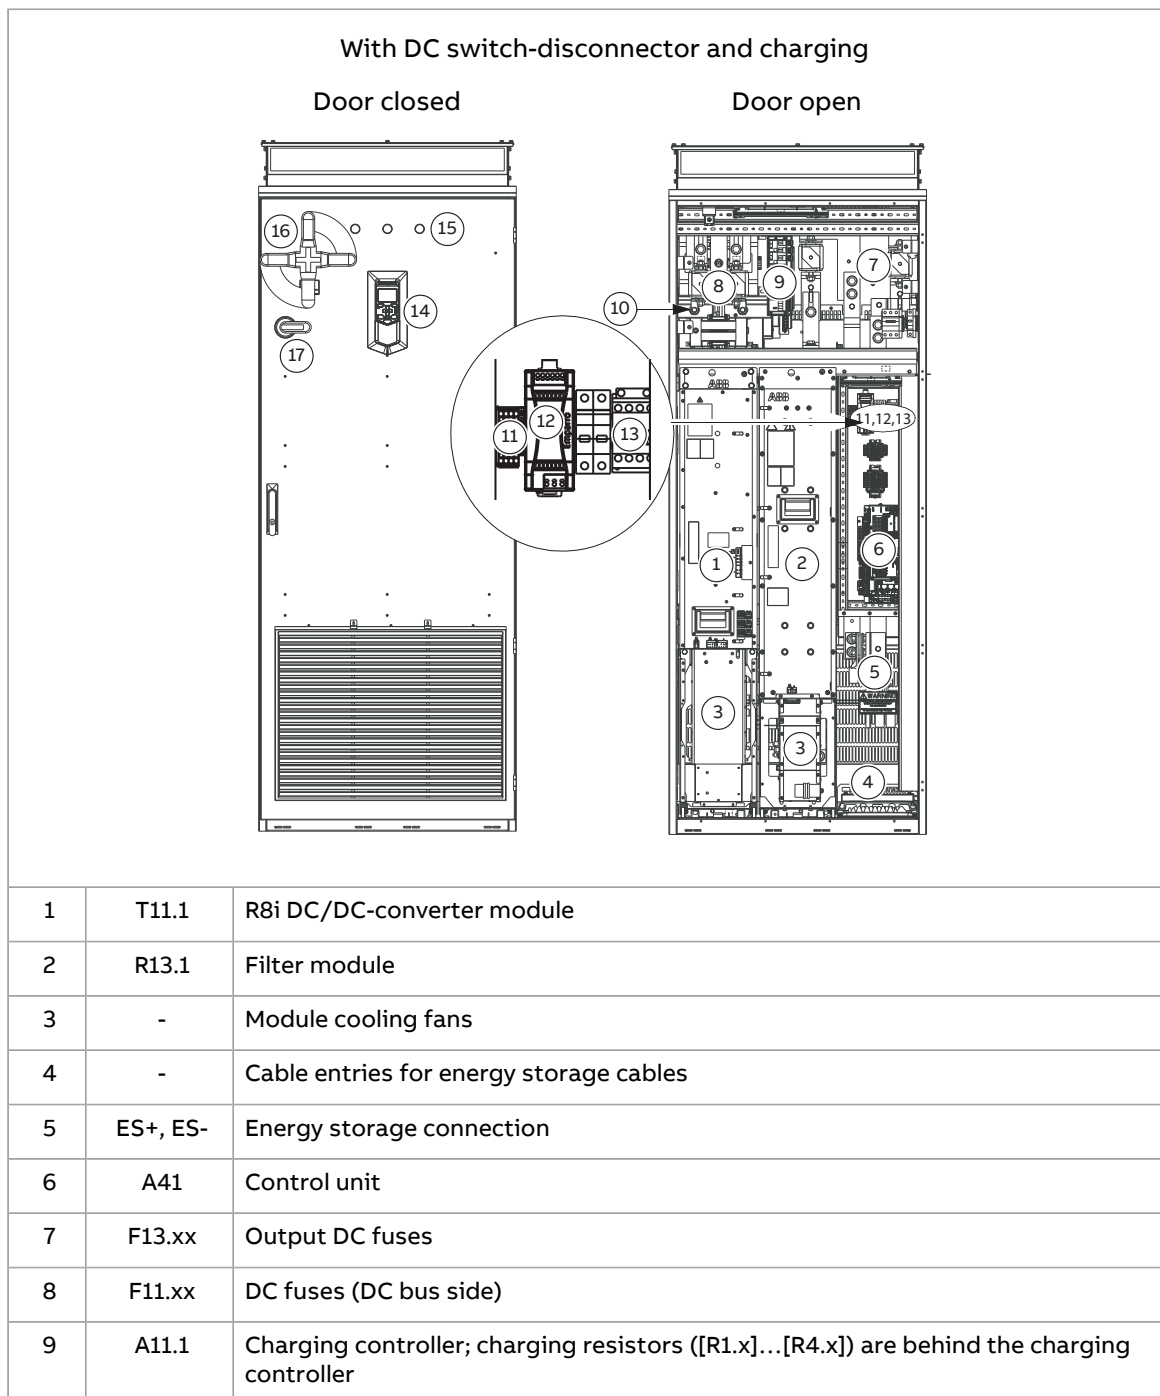 With DC switch-disconnector and charging
Door closed
Door open
16
15
14
17
10
8
9
7
ABB
ABB
11
12
13
11,12,13
1
2
6
5
WARNING
3
3
4
1 T11.1 R8i DC/DC-converter module
2 R13.1 Filter module
3 - Module cooling fans
4 - Cable entries for energy storage cables
5 ES+, ES- Energy storage connection
6 A41 Control unit
7 F13.xx Output DC fuses
8 F11.xx DC fuses (DC bus side)
9 A11.1 Charging controller; charging resistors ([R1.x]…[R4.x]) are behind the charging
controller